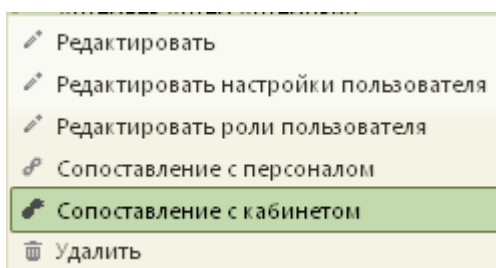 Редактировать
Редактировать настройки пользователя
Редактировать роли пользователя
Сопоставление с персоналом
Сопоставление с кабинетом
Удалить